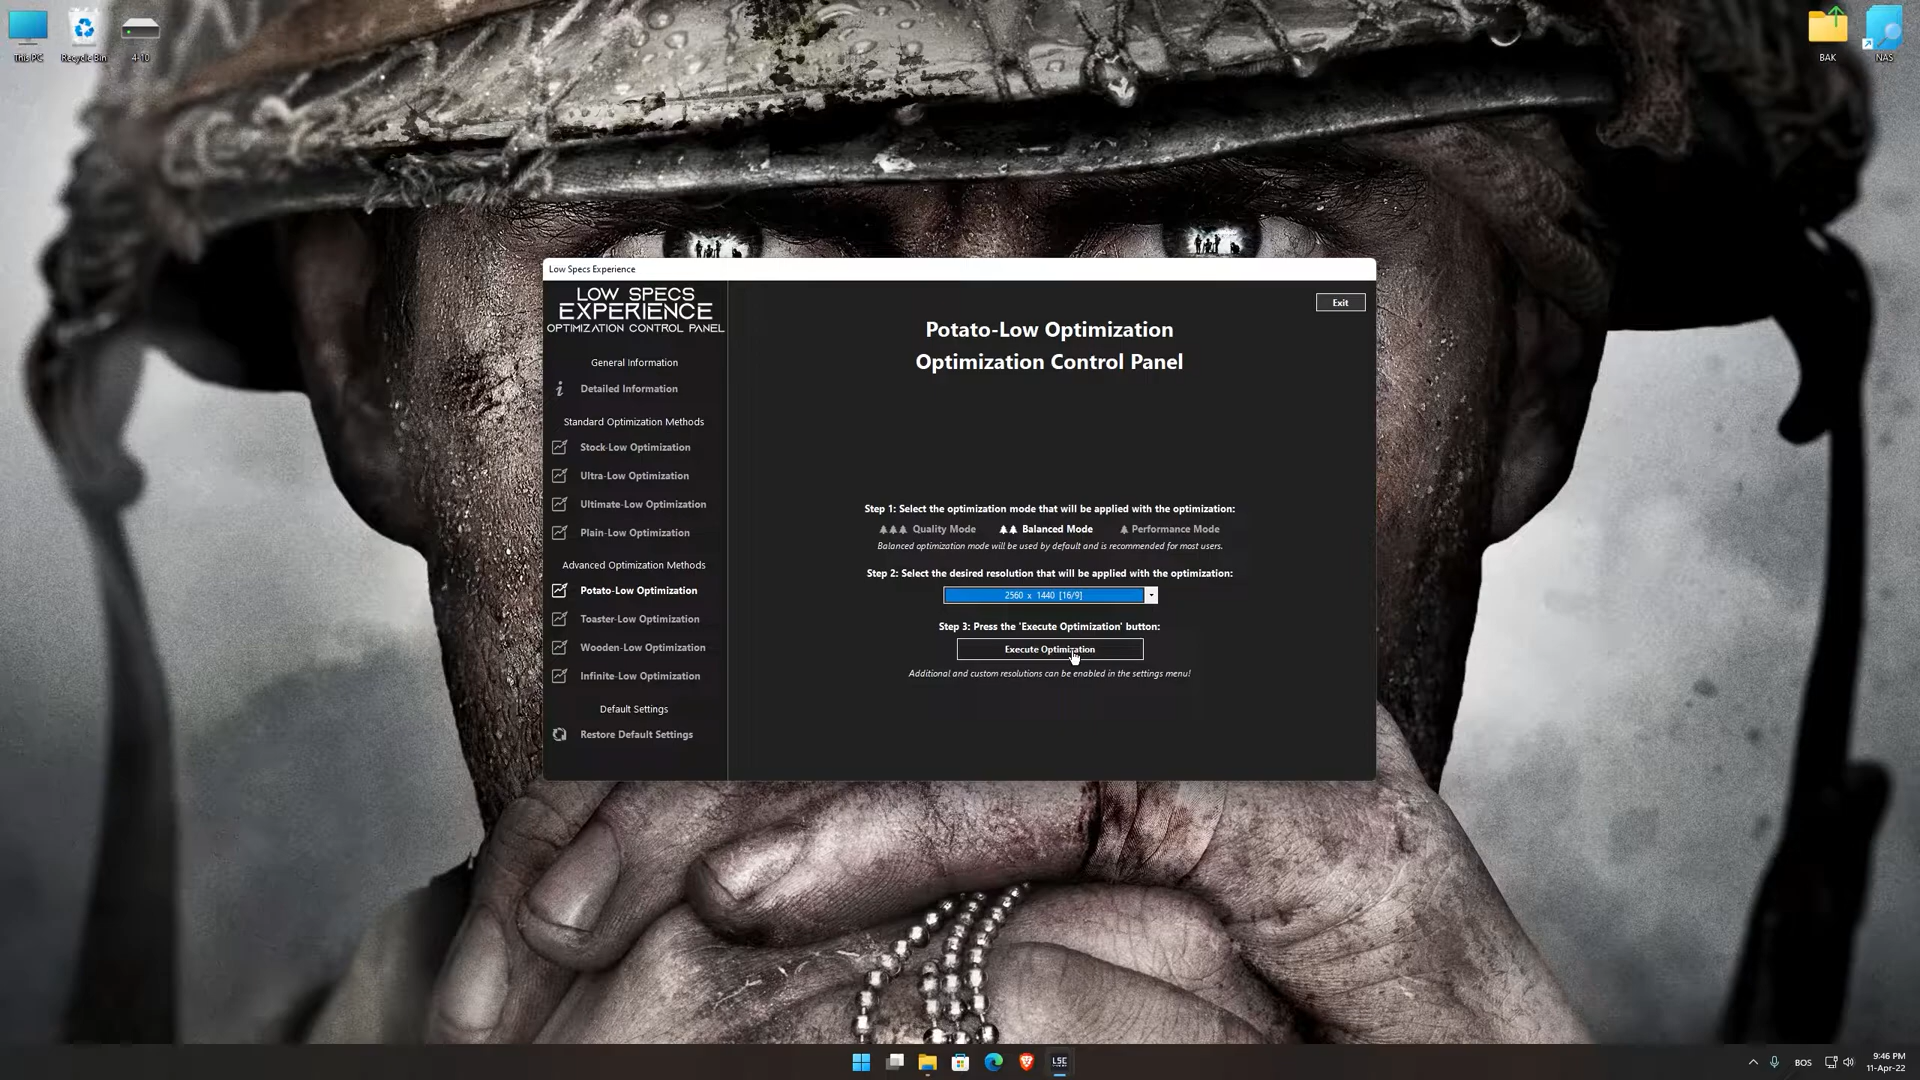 This PC
Recycle Bin
4-10
BAK
NAS
Low Specs Experience
LOW SPECS
EXPERIENCE
OPTIMIZATION CONTROL PANEL
General Information
Detailed Information
Standard Optimization Methods
Stock-Low Optimization
Ultra-Low Optimization
Ultimate-Low Optimization
Plain-Low Optimization
Advanced Optimization Methods
Potato-Low Optimization
Toaster-Low Optimization
Wooden-Low Optimization
Infinite-Low Optimization
Default Settings
Restore Default Settings
Exit
Potato-Low Optimization
Optimization Control Panel
Step 1: Select the optimization mode that will be applied with the optimization:
Quality Mode Balanced Mode Performance Mode
Balanced optimization mode will be used by default and is recommended for most users.
Step 2: Select the desired resolution that will be applied with the optimization:
2560 x 1440 [16/9]
Step 3: Press the 'Execute Optimization' button:
Execute Optimization
Additional and custom resolutions can be enabled in the settings menu!
LSE
BOS
9:46 PM
11-Apr-22